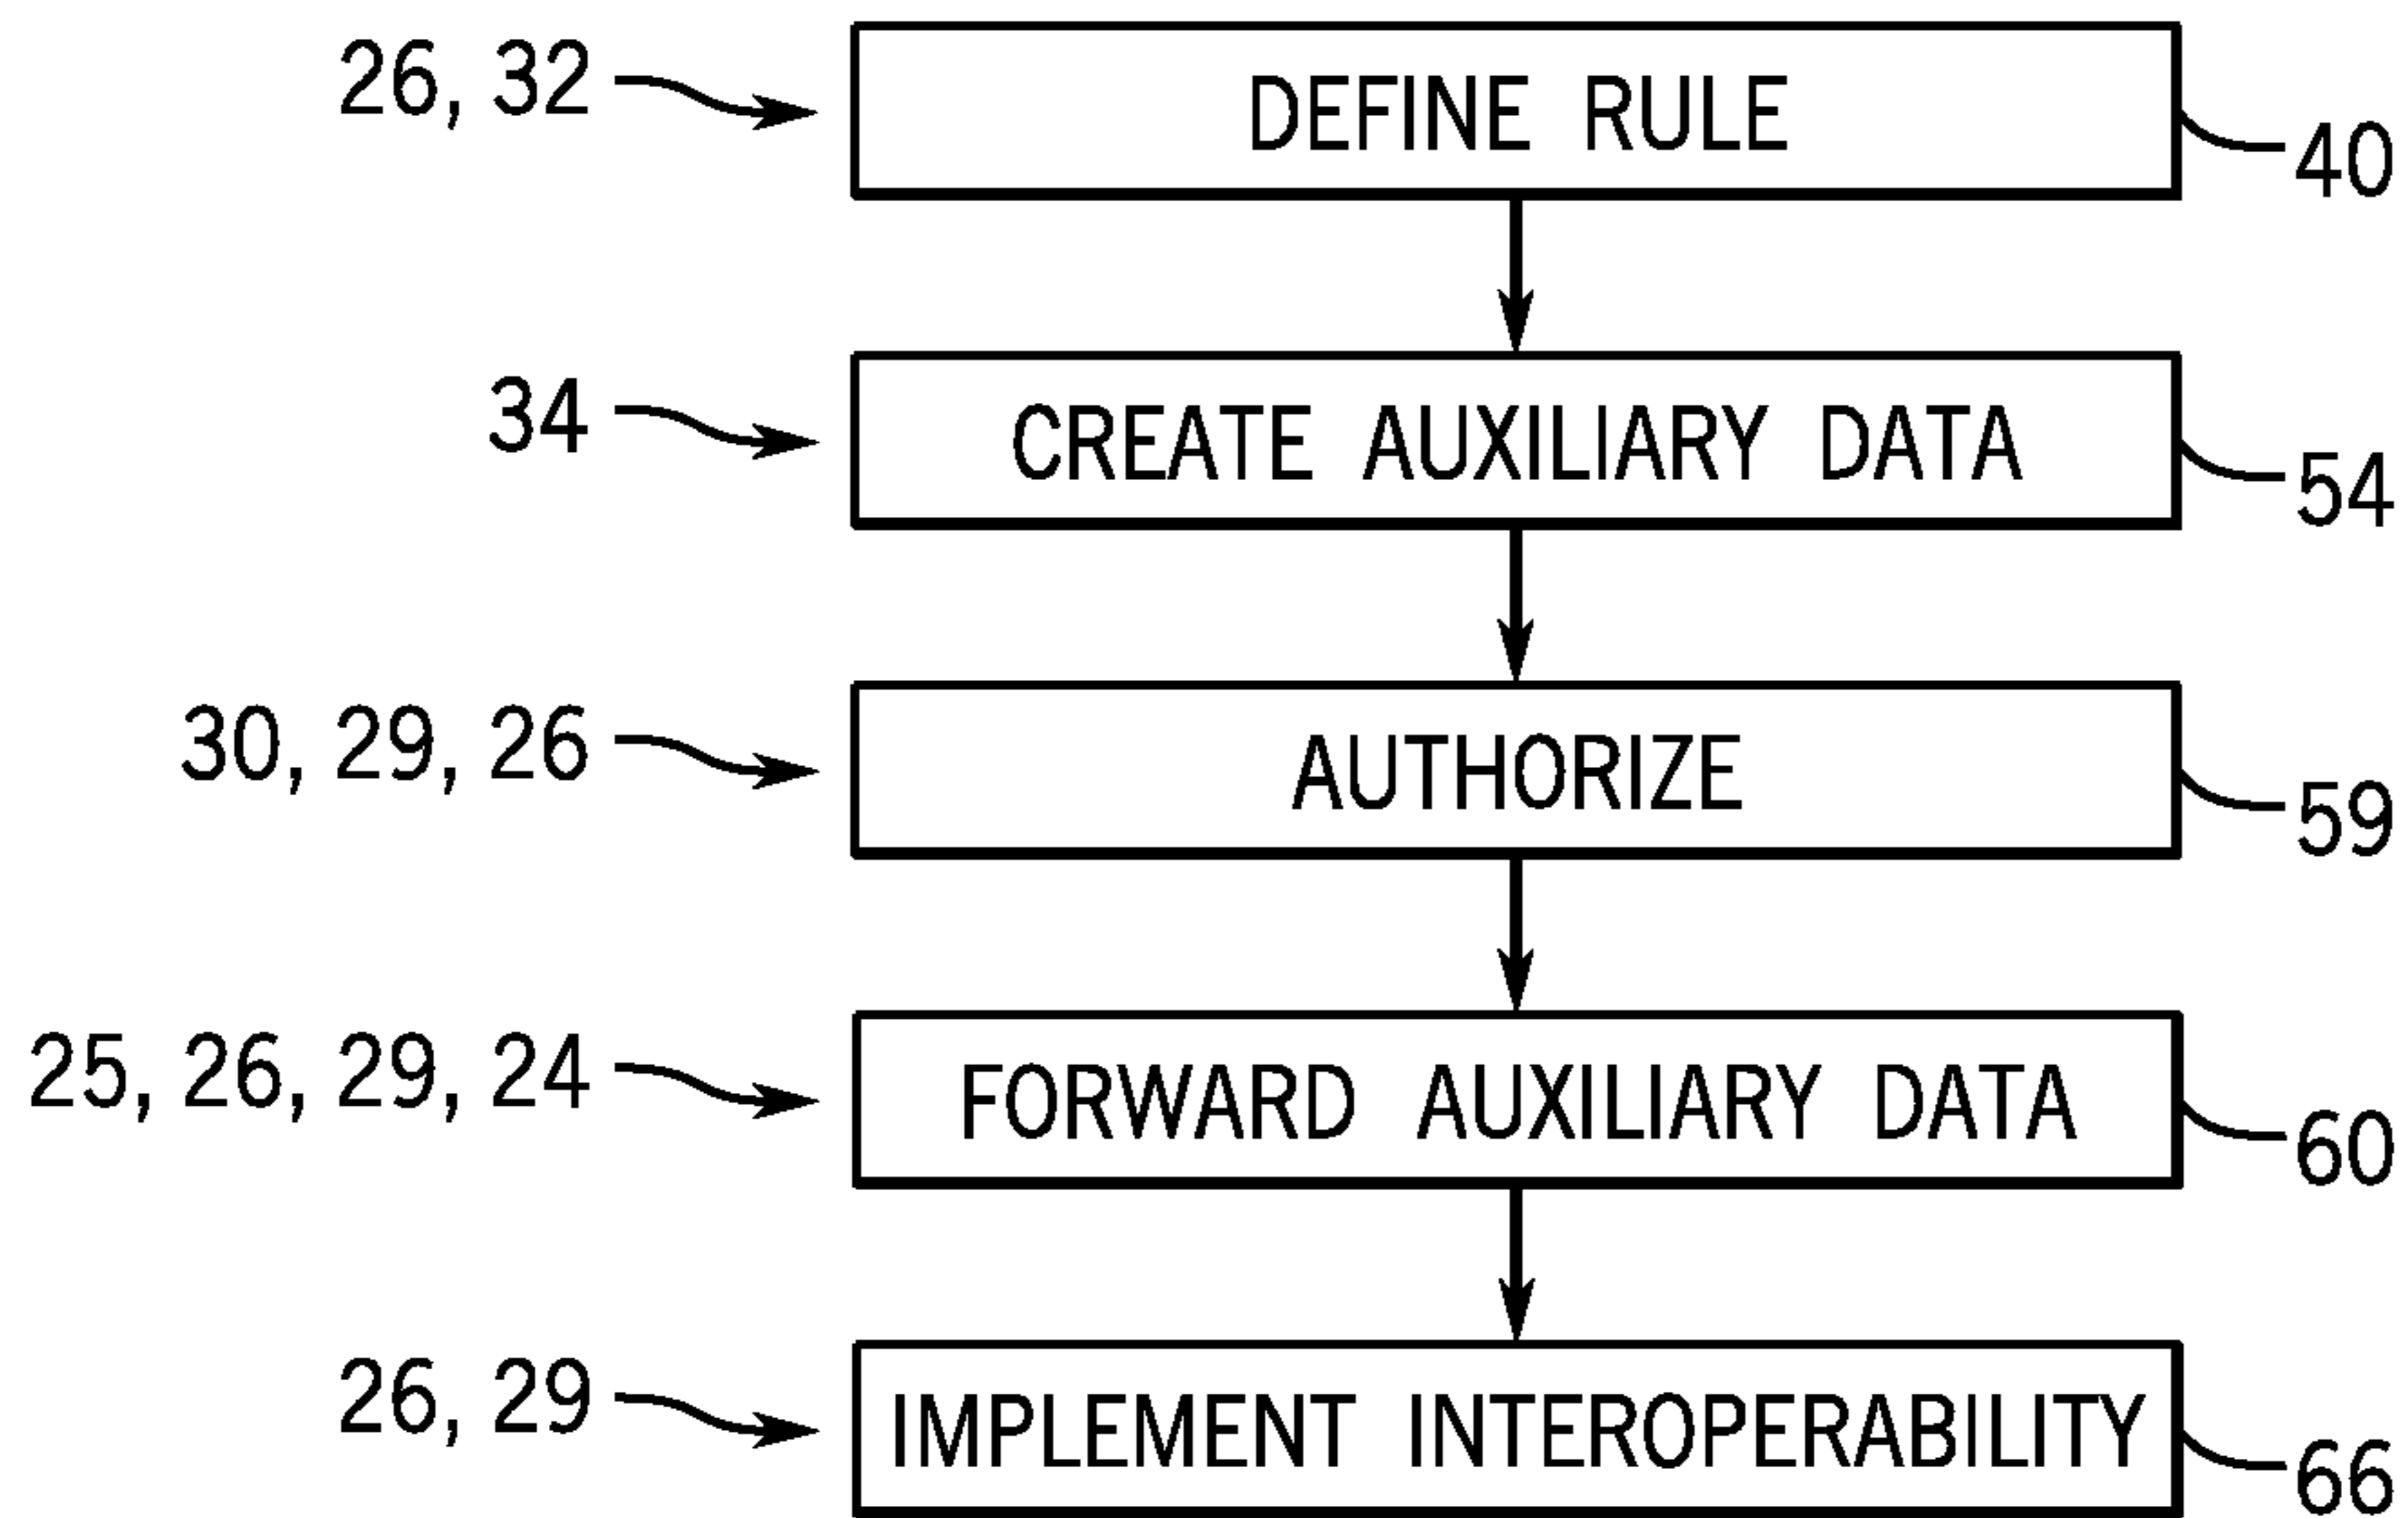 26, 32
DEFINE RULE
40
34
CREATE AUXILIARY DATA
54
30, 29, 26
AUTHORIZE
59
25, 26, 29, 24
FORWARD AUXILIARY DATA
60
26, 29
IMPLEMENT INTEROPERABILITY
66